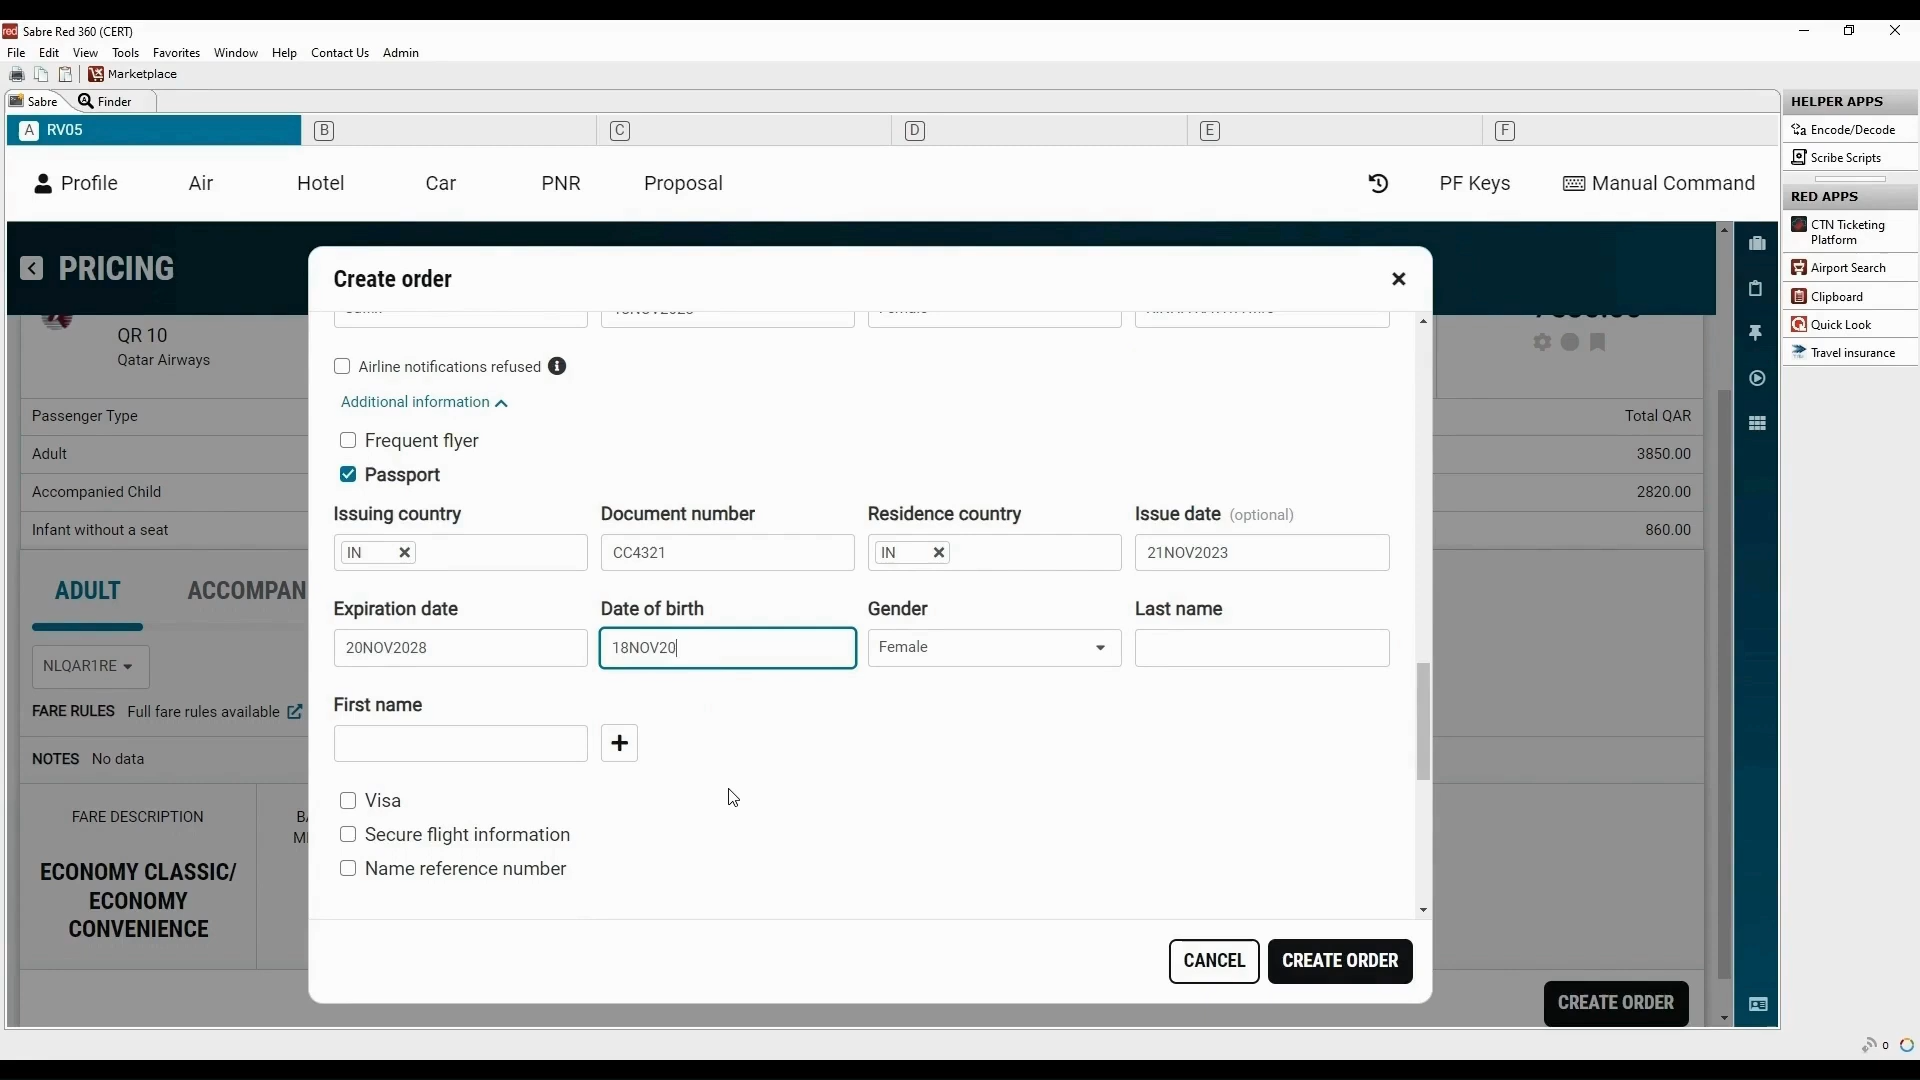 Sabre Red 360 (CERT)
File Edit View Tools Favorites Window Help Contact Us Admin
Marketplace
Sabre Finder
A RV05 B C D E F
Profile Air Hotel Car PNR Proposal PF Keys Manual Command
HELPER APPS
Encode/Decode
Scribe Scripts
RED APPS
CTN Ticketing
Platform
Airport Search
Clipboard
Quick Look
Travel insurance
PRICING
QR 10
Qatar Airways
Passenger Type Total QAR
Adult 3850.00
Accompanied Child 2820.00
Infant without a seat 860.00
ADULT ACCOMPAN
NLQAR1RE
FARE RULES Full fare rules available
NOTES No data
FARE DESCRIPTION
ECONOMY CLASSIC/
ECONOMY
CONVENIENCE
Create order
Airline notifications refused
Additional information
Frequent flyer
Passport
Issuing country Document number Residence country Issue date (optional)
IN CC4321 IN 21NOV2023
Expiration date Date of birth Gender Last name
20NOV2028 18NOV20 Female
First name
Visa
Secure flight information
Name reference number
CANCEL CREATE ORDER
CREATE ORDER
0